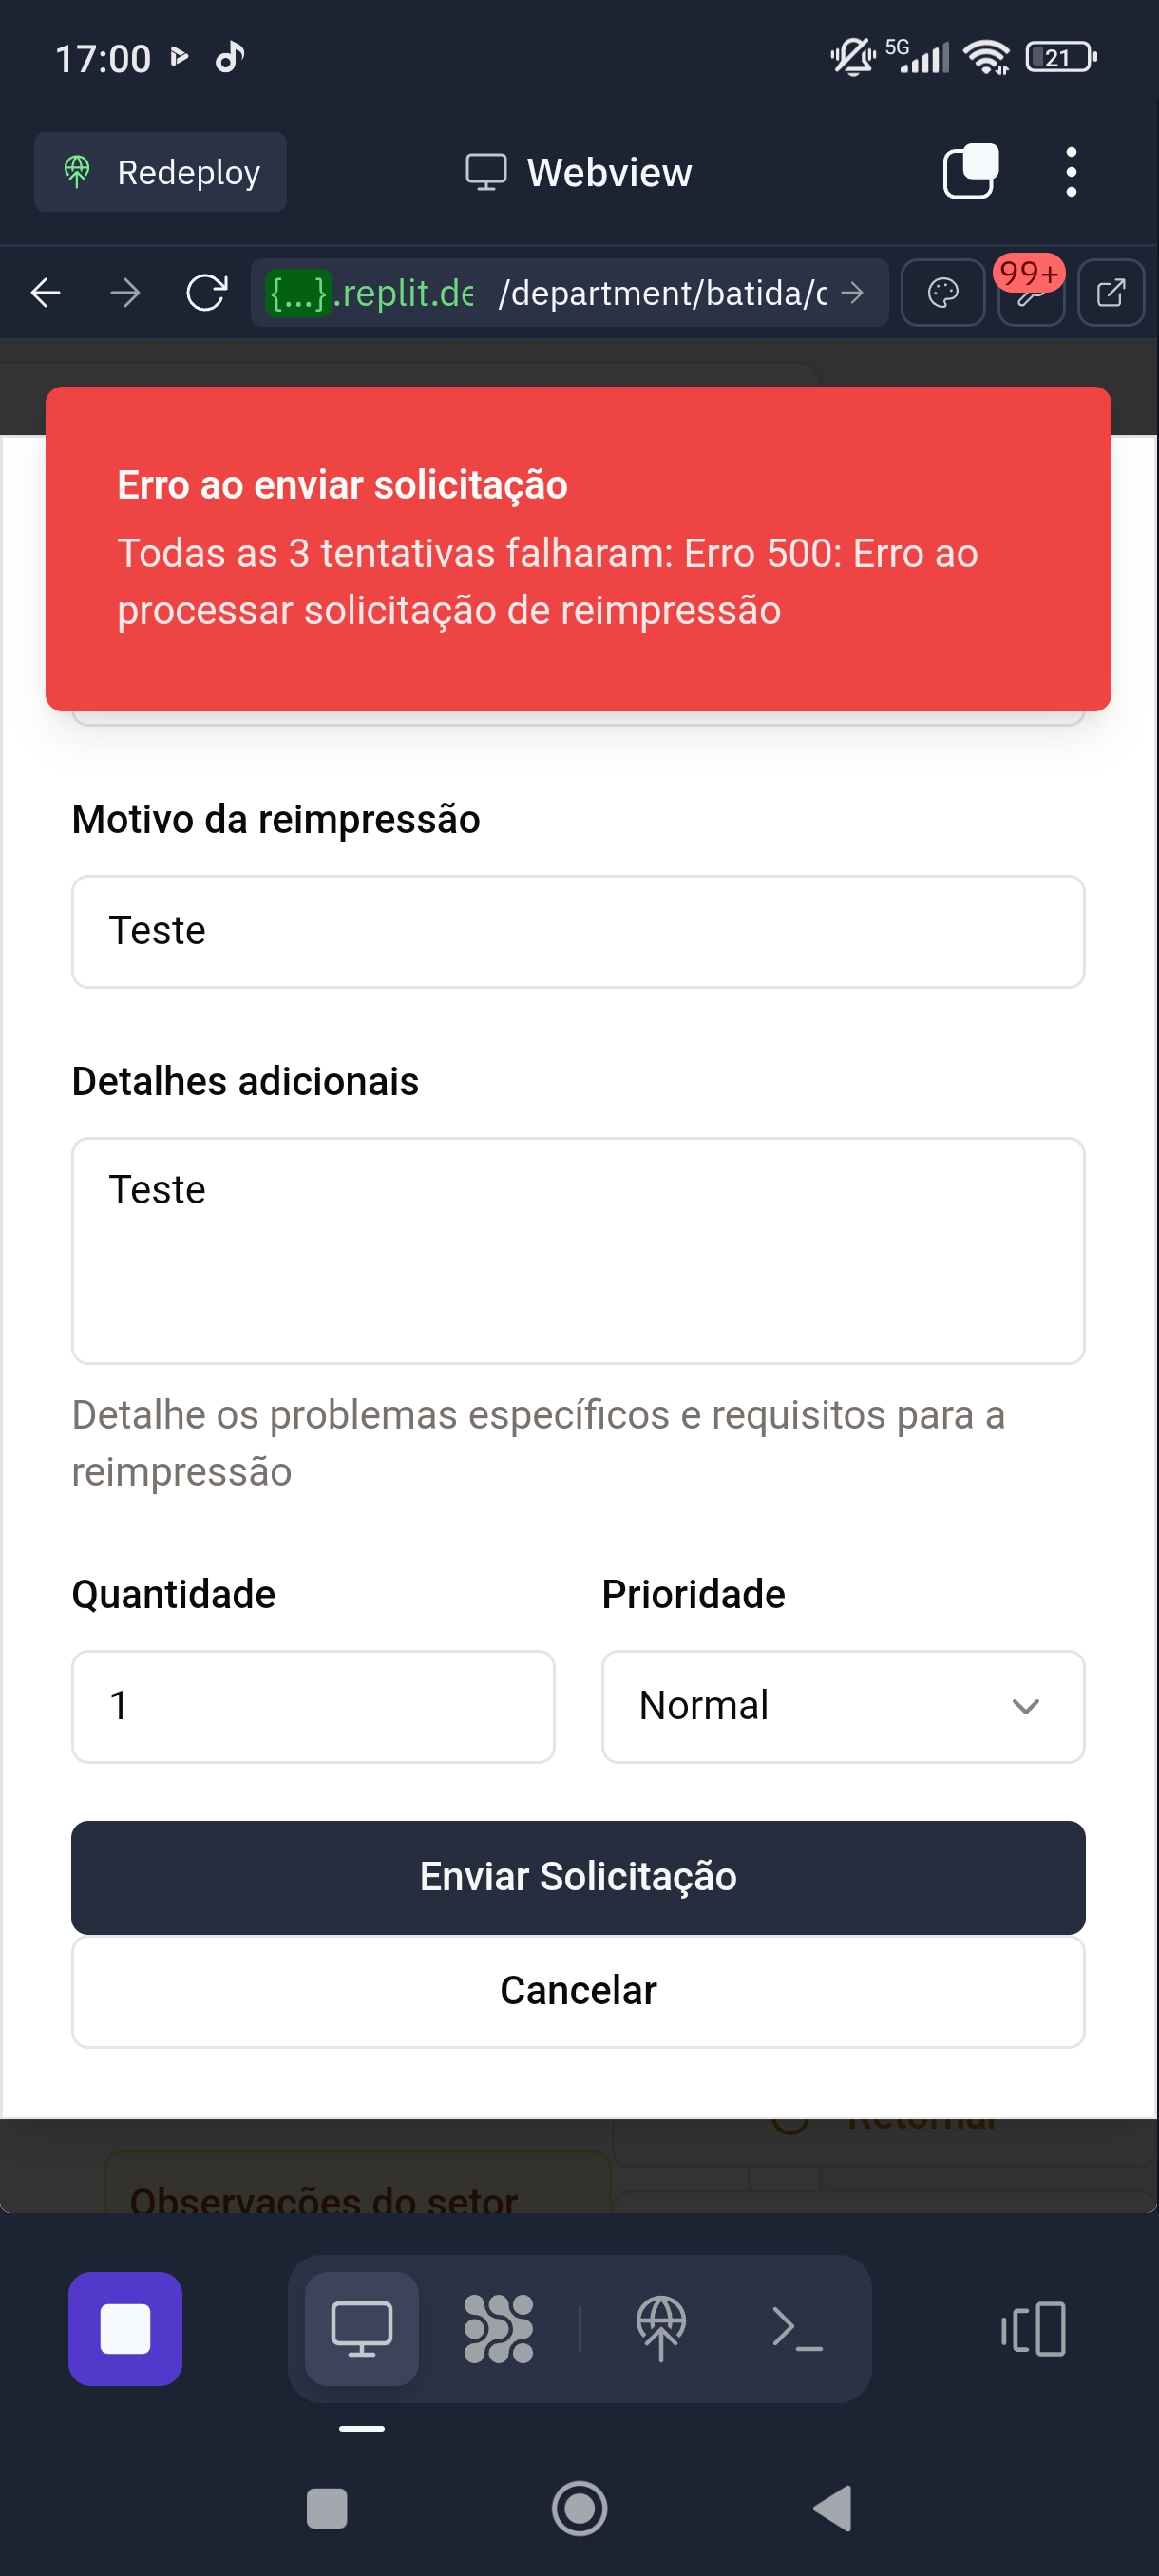 17:00
5G
21
Redeploy
Webview
{...}.replit.de /department/batida/c
99+
Erro ao enviar solicitação
Todas as 3 tentativas falharam: Erro 500: Erro ao
processar solicitação de reimpressão
Motivo da reimpressão
Teste
Detalhes adicionais
Teste
Detalhe os problemas específicos e requisitos para a
reimpressão
Quantidade
Prioridade
1
Normal
Enviar Solicitação
Cancelar
Retornar
Observações do setor